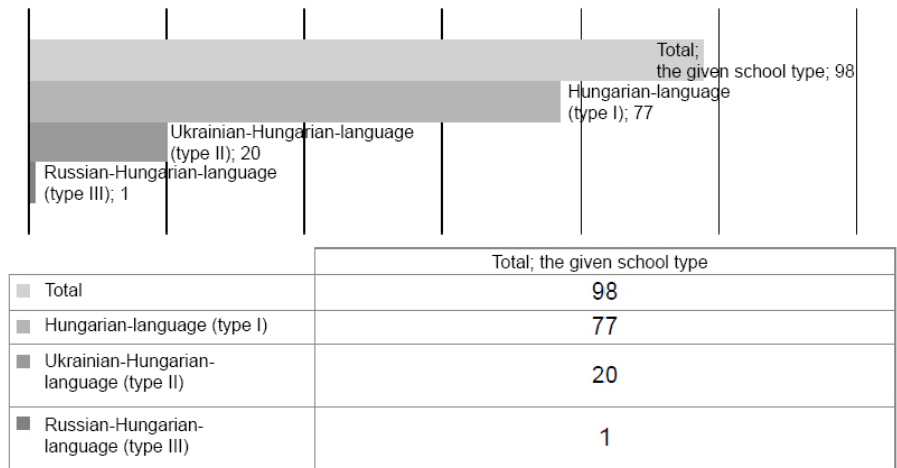 Total;
the given school type; 98
Hungarian-language
(type I); 77
Ukrainian-Hungarian-language
(type II); 20
Russian-Hungarian-language
(type III); 1
Total; the given school type
Total 98
Hungarian-language (type I) 77
Ukrainian-Hungarian-
language (type II) 20
Russian-Hungarian-
language (type III) 1